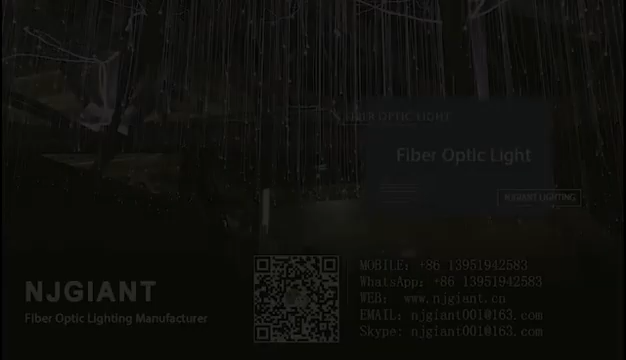 FIBER OPTIC LIGHT
Fiber Optic Light
NJGIANT LIGHTING
NJGIANT
Fiber Optic Lighting Manufacturer
MOBILE: +86 13951942583
WhatsApp: +86 13951942583
WEB: www.njgiant.cn
EMAIL: njgiant001@163.com
Skype: njgiant001@163.com